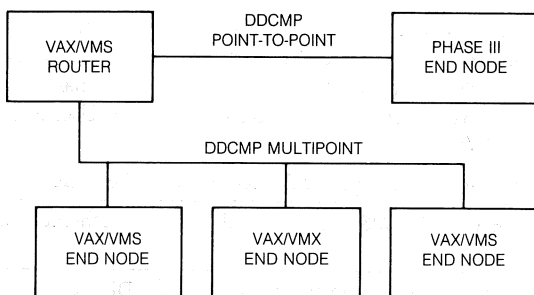 VAX/VMS
ROUTER
DDCMP
POINT-TO-POINT
PHASE III
END NODE
DDCMP MULTIPOINT
VAX/VMS
END NODE
VAX/VMX
END NODE
VAX/VMS
END NODE